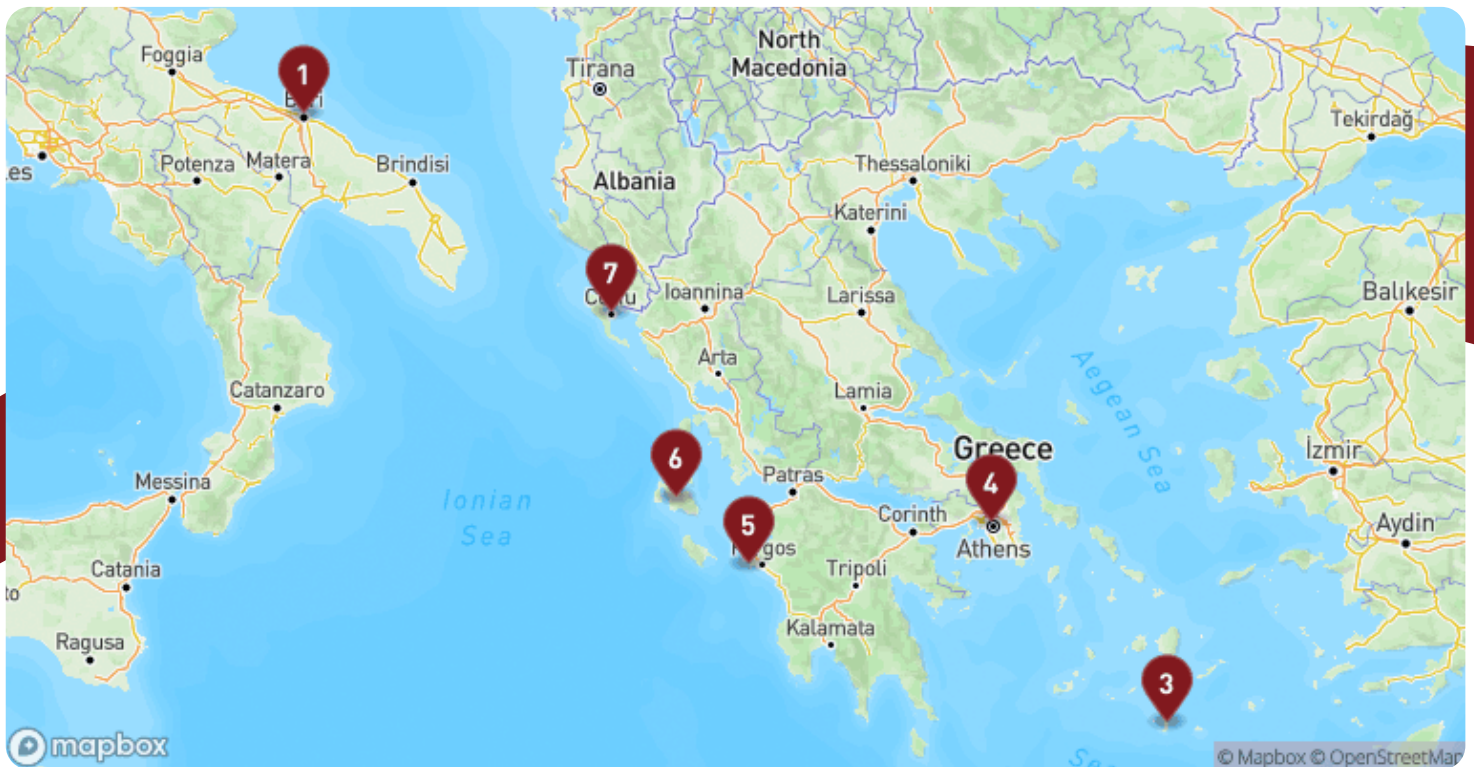 North
Macedonia
Foggia
Tirana
1
Tekirdağ
Potenza
Matera
Brindisi
Thessaloniki
Albania
Katerini
7
Ioannina
Larissa
Balıkesir
Arta
Catanzaro
Lamia
Aegean Sea
Greece
İzmir
6
Messina
Patras
4
Ionian
Sea
5
Corinth
Aydin
Athens
Catania
Tripoli
Kalamata
Ragusa
3
mapbox
© Mapbox © OpenStreetMap